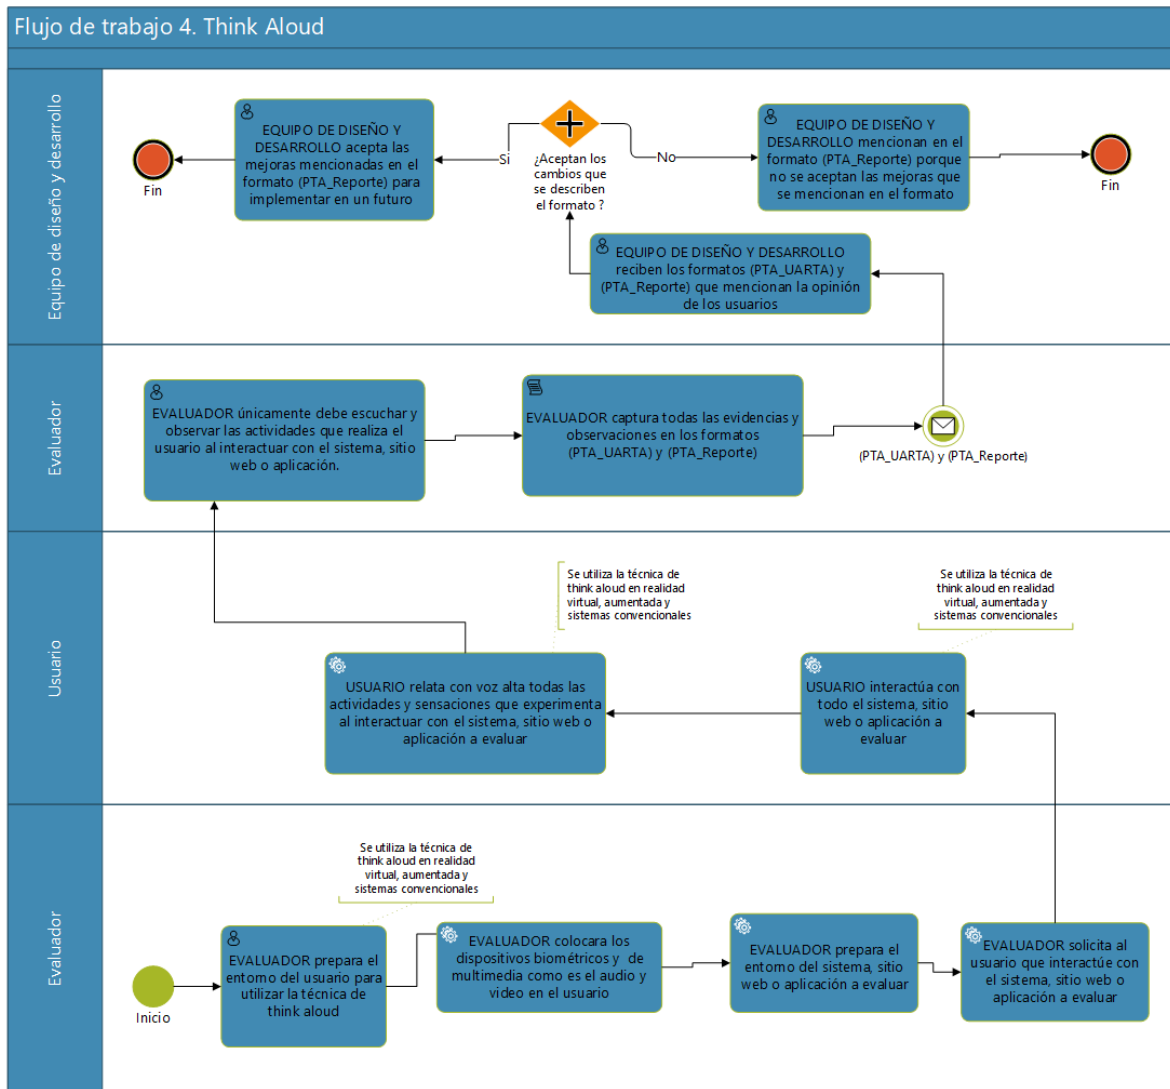 Flujo de trabajo 4. Think Aloud
Equipo de diseño y desarrollo
EQUIPO DE DISEÑO Y
DESARROLLO acepta las
mejoras mencionadas en el
formato (PTA_Reporte) para
implementar en un futuro
Fin
Si
¿Aceptan los
cambios que
se describen
el formato ?
No
EQUIPO DE DISEÑO Y
DESARROLLO mencionan en el
formato (PTA_Reporte) porque
no se aceptan las mejoras que
se mencionan en el formato
Fin
EQUIPO DE DISEÑO Y DESARROLLO
reciben los formatos (PTA_UARTA) y
(PTA_Reporte) que mencionan la opinión
de los usuarios
Evaluador
EVALUADOR únicamente debe escuchar y
observar las actividades que realiza el
usuario al interactuar con el sistema, sitio
web o aplicación.
EVALUADOR captura todas las evidencias y
observaciones en los formatos
(PTA_UARTA) y (PTA_Reporte)
(PTA_UARTA) y (PTA_Reporte)
Usuario
Se utiliza la técnica de
think aloud en realidad
virtual, aumentada y
sistemas convencionales
Se utiliza la técnica de
think aloud en realidad
virtual, aumentada y
sistemas convencionales
USUARIO relata con voz alta todas las
actividades y sensaciones que experimenta
al interactuar con el sistema, sitio web o
aplicación a evaluar
USUARIO interactúa con
todo el sistema, sitio
web o aplicación a
evaluar
Evaluador
Se utiliza la técnica de
think aloud en realidad
virtual, aumentada y
sistemas convencionales
Inicio
EVALUADOR prepara el
entorno del usuario para
utilizar la técnica de
think aloud
EVALUADOR colocara los
dispositivos biométricos y de
multimedia como es el audio y
video en el usuario
EVALUADOR prepara el
entorno del sistema, sitio
web o aplicación a evaluar
EVALUADOR solicita al
usuario que interactúe con
el sistema, sitio web o
aplicación a evaluar